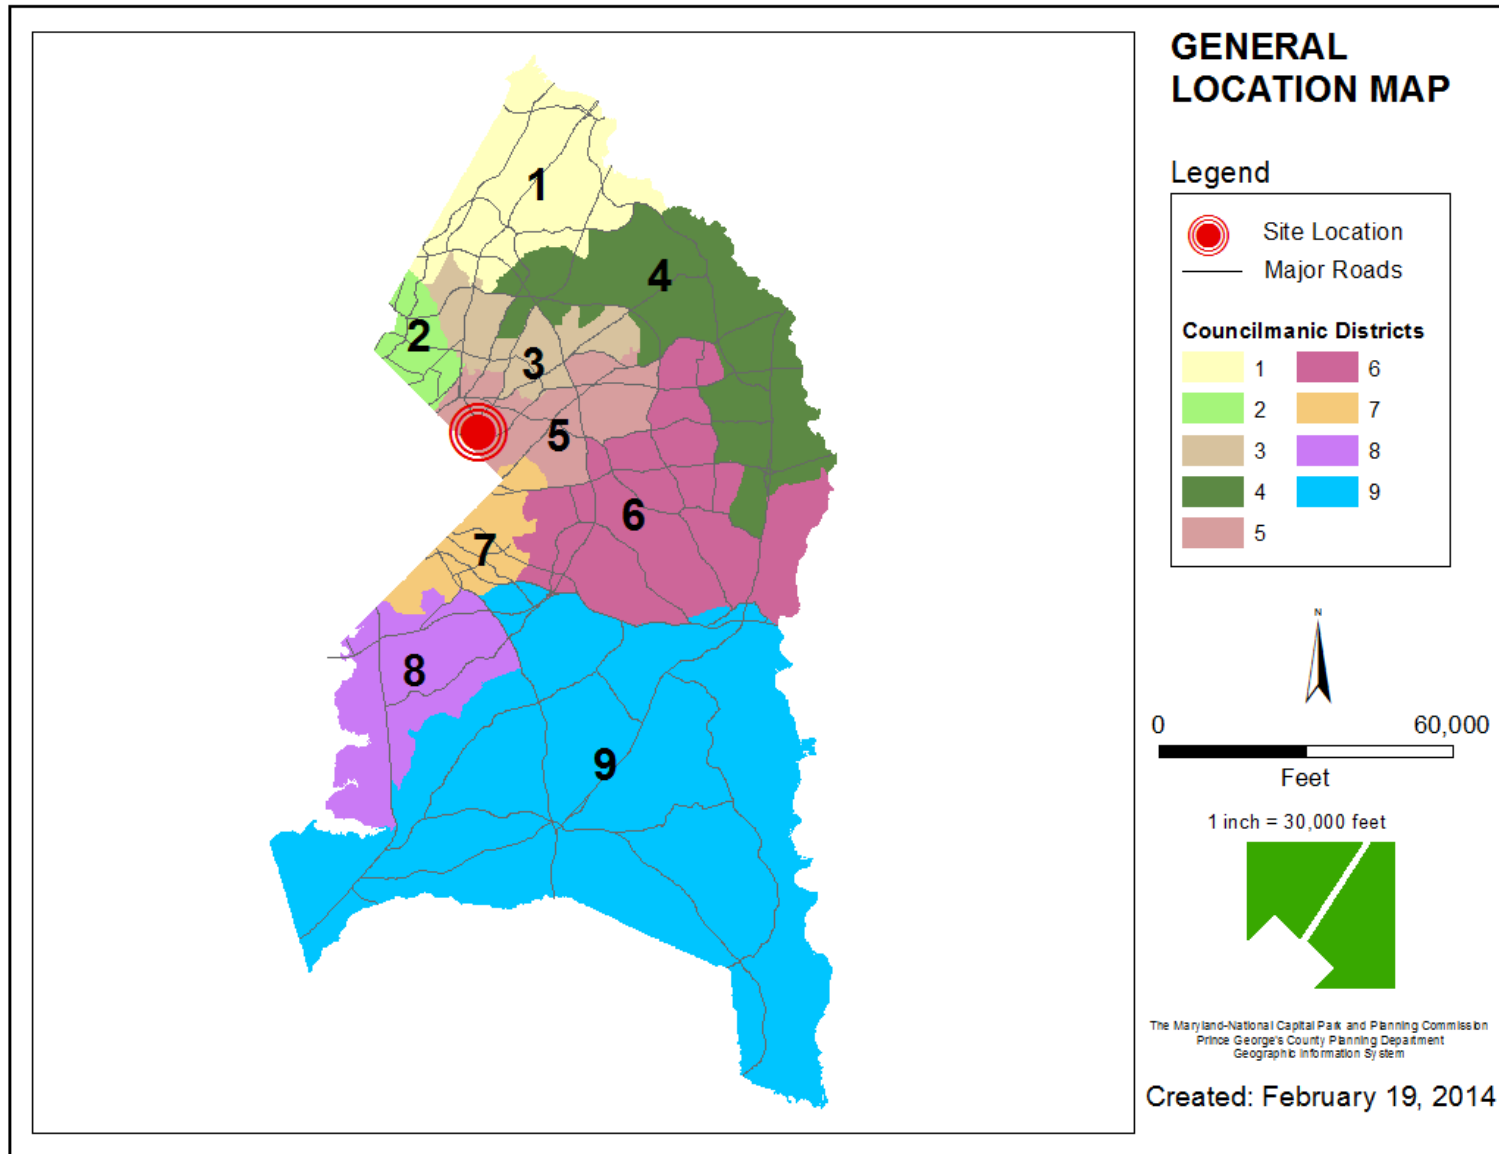 GENERAL
LOCATION MAP
Legend
Site Location
Major Roads
Councilmanic Districts
1 6
2 7
3 8
4 9
5
1
4
2
3
5
6
7
8
9
N
0 60,000
Feet
1 inch = 30,000 feet
The Maryland-National Capital Park and Planning Commission
Prince George's County Planning Department
Geographic Information System
Created: February 19, 2014